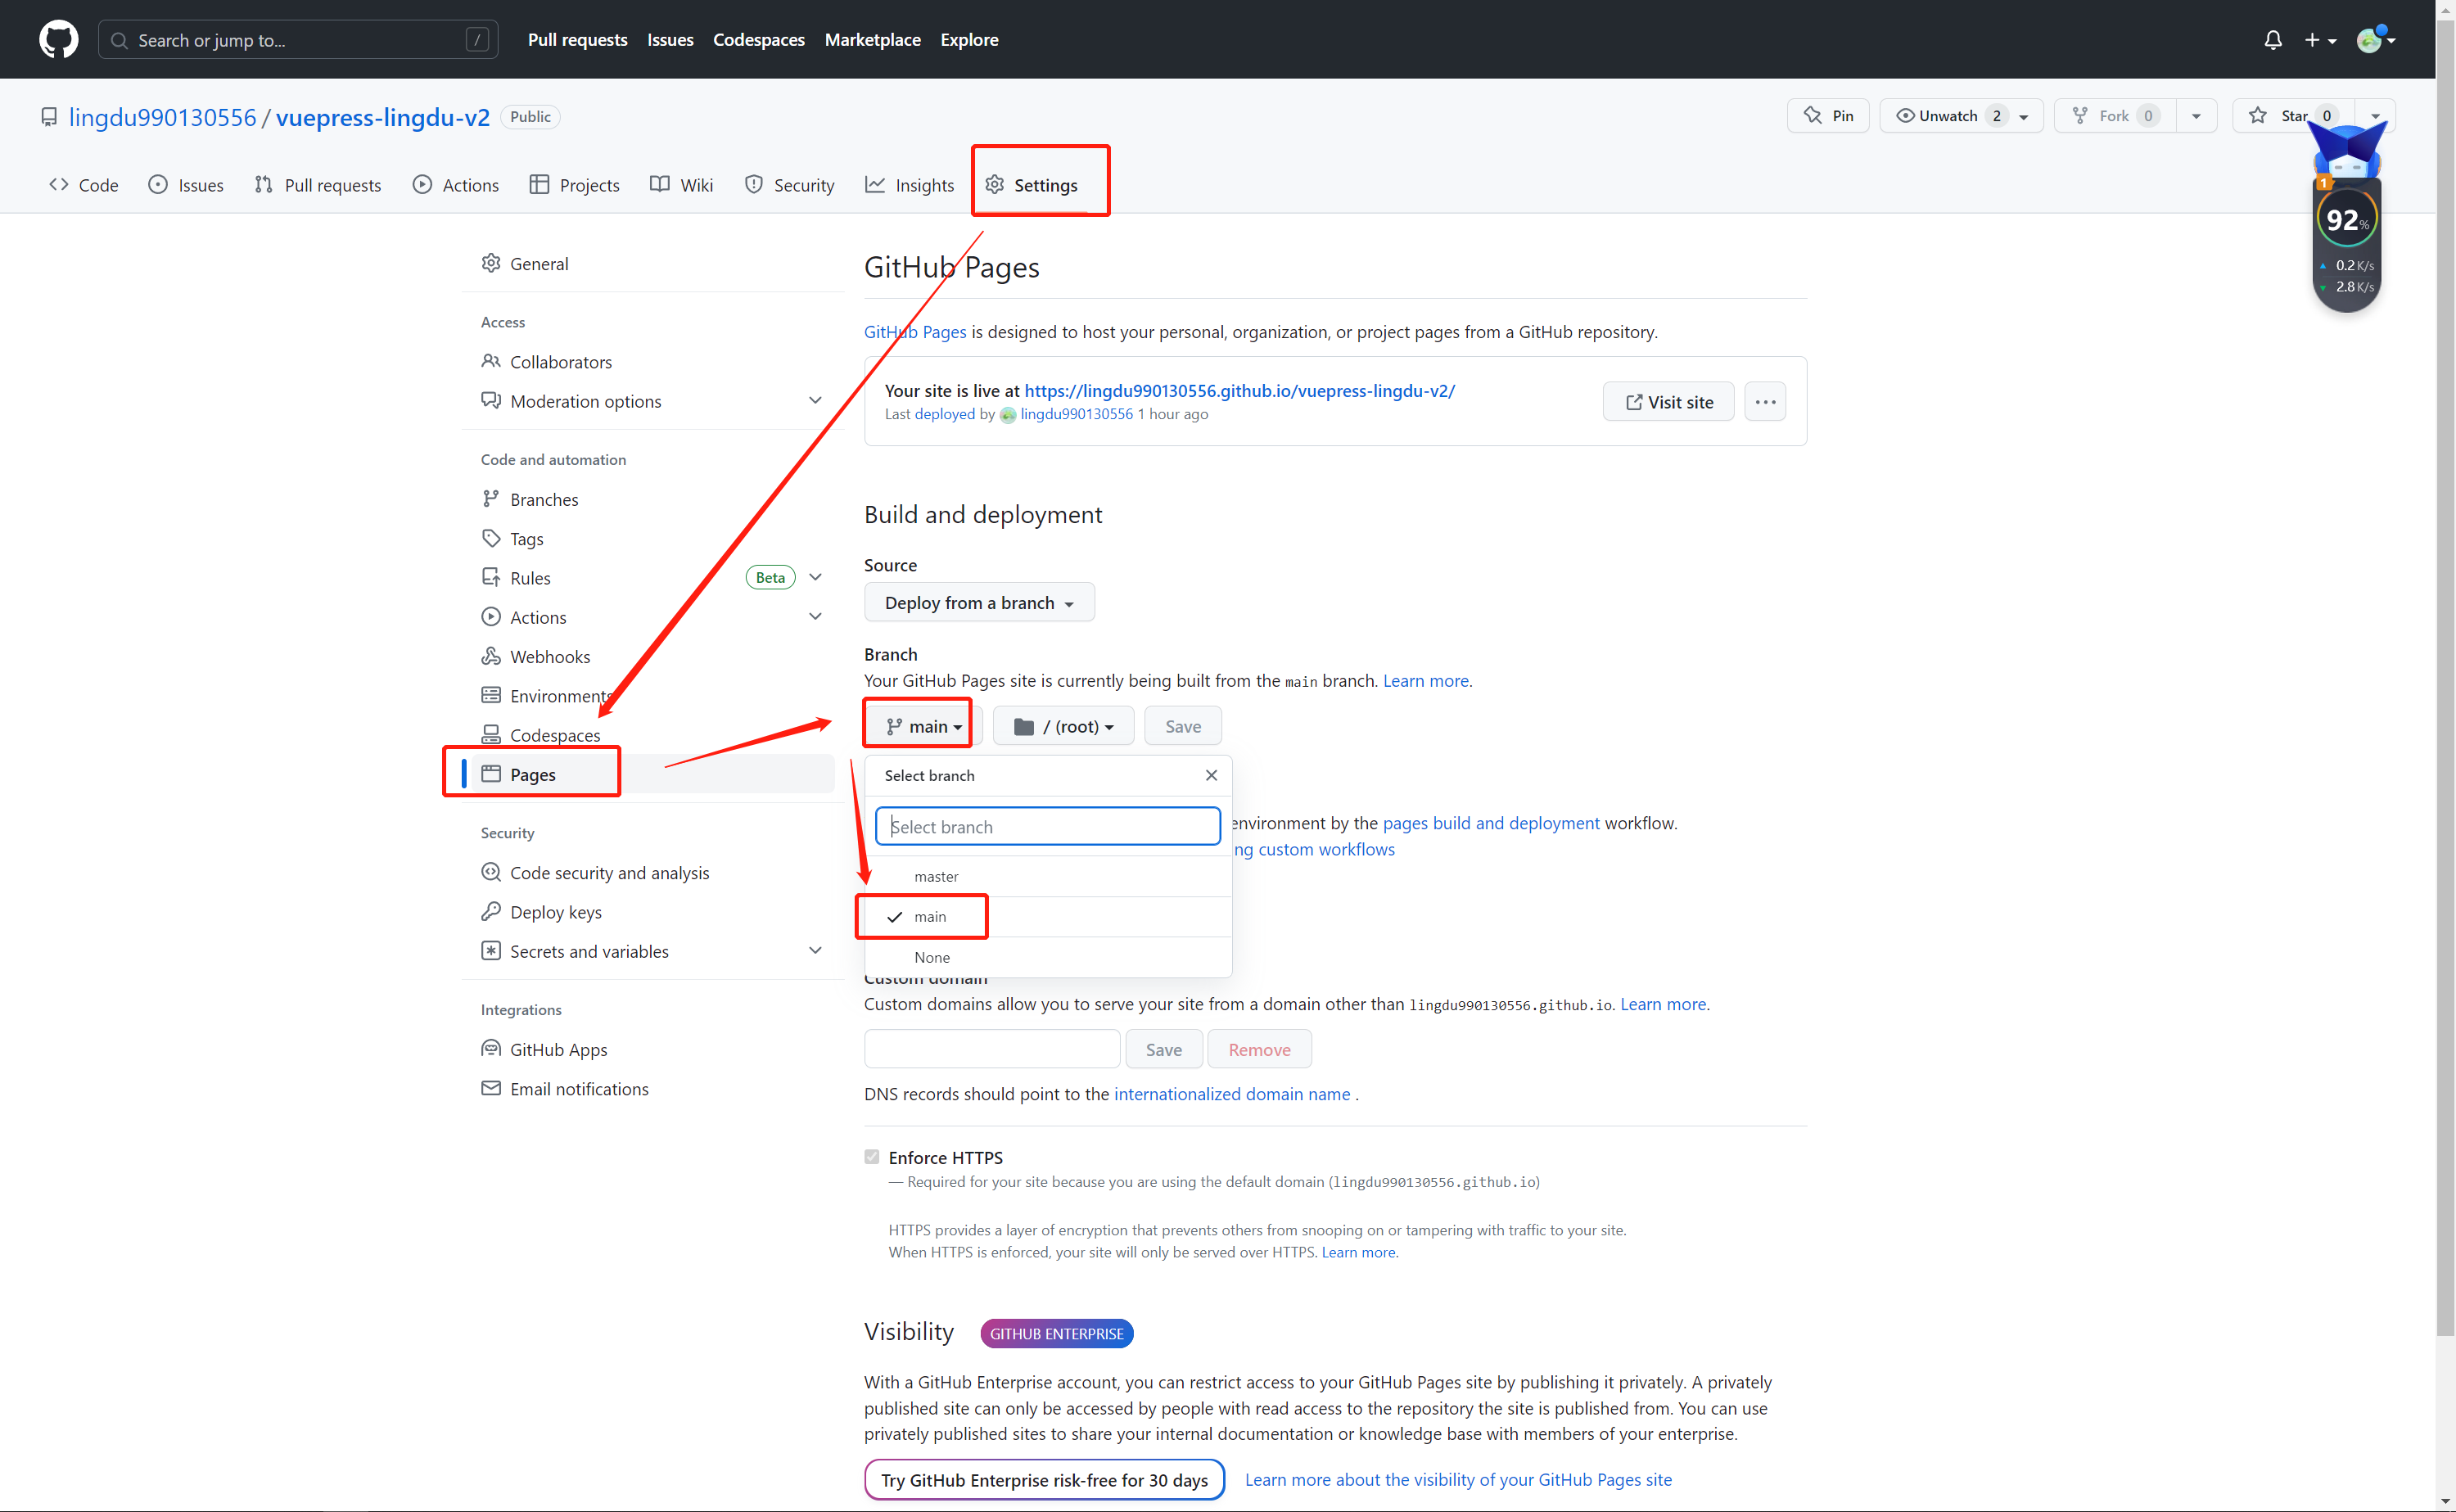 Search or jump to... / Pull requests Issues Codespaces Marketplace Explore
lingdu990130556 / vuepress-lingdu-v2 Public Pin Unwatch 2 Fork 0 Star 0
Code Issues Pull requests Actions Projects Wiki Security Insights Settings
1
92%
0.2 K/s
2.8 K/s
General
Access
Collaborators
Moderation options
Code and automation
Branches
Tags
Rules Beta
Actions
Webhooks
Environments
Codespaces
Pages
Security
Code security and analysis
Deploy keys
Secrets and variables
Integrations
GitHub Apps
Email notifications
GitHub Pages
GitHub Pages is designed to host your personal, organization, or project pages from a GitHub repository.
Your site is live at https://lingdu990130556.github.io/vuepress-lingdu-v2/
Last deployed by lingdu990130556 1 hour ago
Visit site
Build and deployment
Source
Deploy from a branch
Branch
Your GitHub Pages site is currently being built from the main branch. Learn more.
main / (root) Save
Select branch
Select branch
environment by the pages build and deployment workflow.
ng custom workflows
master
main
None
Custom domain
Custom domains allow you to serve your site from a domain other than lingdu990130556.github.io. Learn more.
Save Remove
DNS records should point to the internationalized domain name .
Enforce HTTPS
— Required for your site because you are using the default domain (lingdu990130556.github.io)
HTTPS provides a layer of encryption that prevents others from snooping on or tampering with traffic to your site.
When HTTPS is enforced, your site will only be served over HTTPS. Learn more.
Visibility GITHUB ENTERPRISE
With a GitHub Enterprise account, you can restrict access to your GitHub Pages site by publishing it privately. A privately
published site can only be accessed by people with read access to the repository the site is published from. You can use
privately published sites to share your internal documentation or knowledge base with members of your enterprise.
Try GitHub Enterprise risk-free for 30 days Learn more about the visibility of your GitHub Pages site